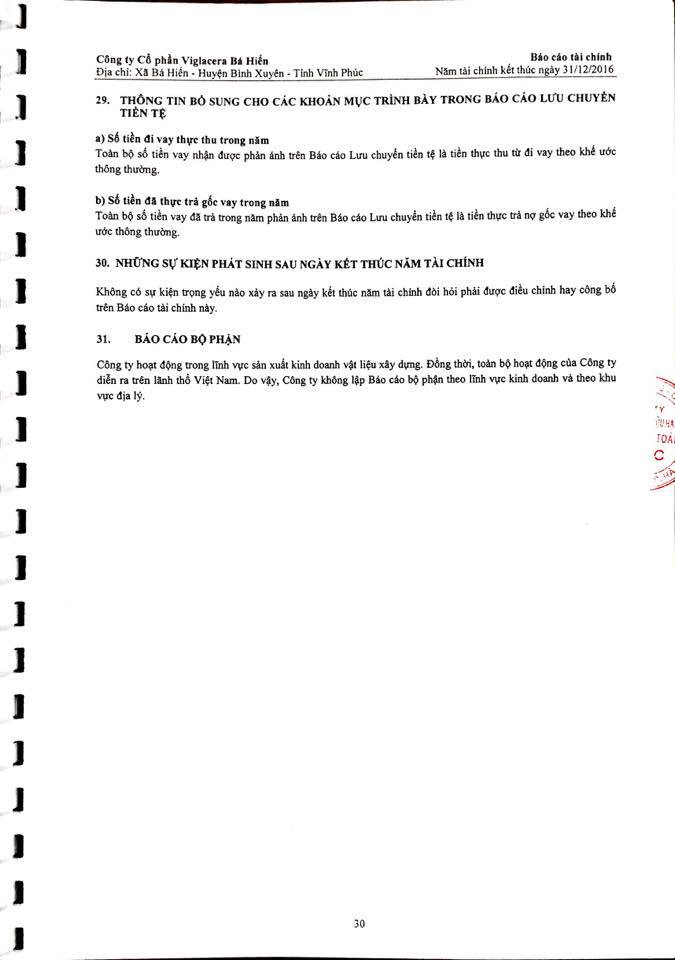 Công ty Cổ phần Viglacera Bá Hiến
Báo cáo tài chính
Địa chỉ: Xã Bá Hiến - Huyện Bình Xuyên - Tỉnh Vĩnh Phúc
Năm tài chính kết thúc ngày 31/12/2016
29. THÔNG TIN BỔ SUNG CHO CÁC KHOẢN MỤC TRÌNH BÀY TRONG BÁO CÁO LƯU CHUYỂN
TIỀN TỆ
a) Số tiền đi vay thực thu trong năm
Toàn bộ số tiền vay nhận được phản ánh trên Báo cáo Lưu chuyển tiền tệ là tiền thực thu từ đi vay theo khế ước
thông thường.
b) Số tiền đã thực trả gốc vay trong năm
Toàn bộ số tiền vay đã trả trong năm phản ánh trên Báo cáo Lưu chuyển tiền tệ là tiền thực trả nợ gốc vay theo khế
ước thông thường.
30. NHỮNG SỰ KIỆN PHÁT SINH SAU NGÀY KẾT THÚC NĂM TÀI CHÍNH
Không có sự kiện trọng yếu nào xảy ra sau ngày kết thúc năm tài chính đòi hỏi phải được điều chỉnh hay công bố
trên Báo cáo tài chính này.
31. BÁO CÁO BỘ PHẬN
Công ty hoạt động trong lĩnh vực sản xuất kinh doanh vật liệu xây dựng. Đồng thời, toàn bộ hoạt động của Công ty
diễn ra trên lãnh thổ Việt Nam. Do vậy, Công ty không lập Báo cáo bộ phận theo lĩnh vực kinh doanh và theo khu
vực địa lý.
TY
TOÁ
C
30